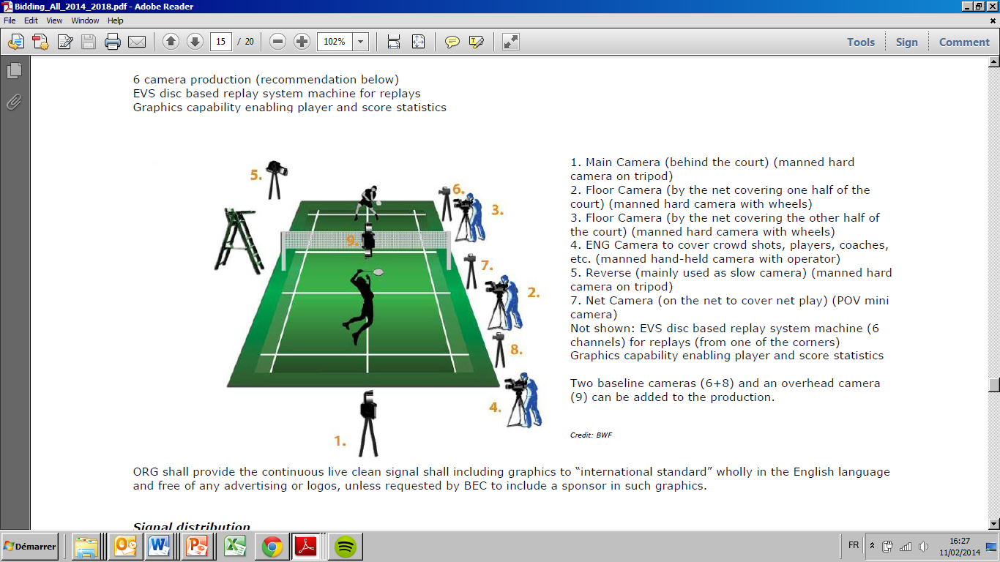 Bidding_All_2014_2018.pdf - Adobe Reader
File Edit View Window Help
15 / 20 102% Tools Sign Comment
6 camera production (recommendation below)
EVS disc based replay system machine for replays
Graphics capability enabling player and score statistics
5.
6.
3.
9.
7.
2.
8.
4.
1.
1. Main Camera (behind the court) (manned hard
camera on tripod)
2. Floor Camera (by the net covering one half of the
court) (manned hard camera with wheels)
3. Floor Camera (by the net covering the other half of
the court) (manned hard camera with wheels)
4. ENG Camera to cover crowd shots, players, coaches,
etc. (manned hand-held camera with operator)
5. Reverse (mainly used as slow camera) (manned hard
camera on tripod)
7. Net Camera (on the net to cover net play) (POV mini
camera)
Not shown: EVS disc based replay system machine (6
channels) for replays (from one of the corners)
Graphics capability enabling player and score statistics
Two baseline cameras (6+8) and an overhead camera
(9) can be added to the production.
Credit: BWF
ORG shall provide the continuous live clean signal shall including graphics to “international standard” wholly in the English language
and free of any advertising or logos, unless requested by BEC to include a sponsor in such graphics.
Signal distribution
Démarrer
FR
16:27
11/02/2014